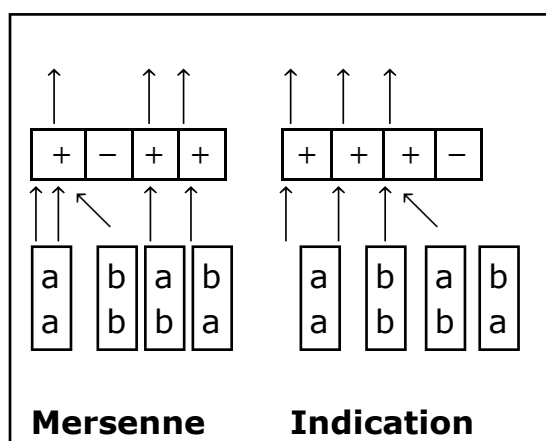 + − + + + + + −
a b a b a b a b
a b b a a b b a
Mersenne Indication